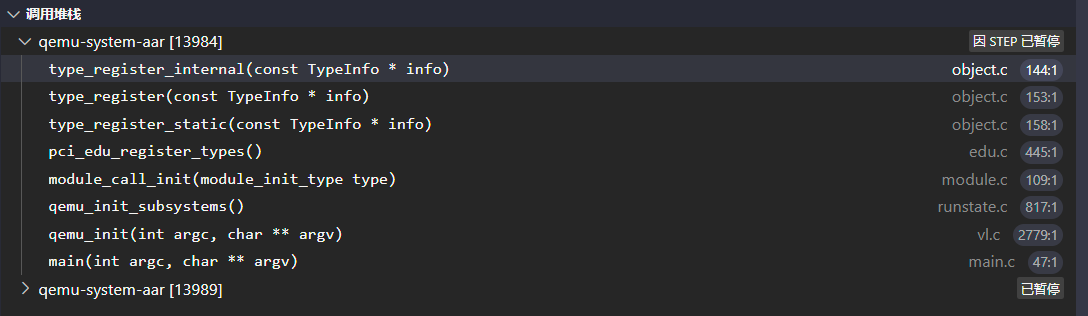 调用堆栈
qemu-system-aar [13984] 因 STEP 已暂停
type_register_internal(const TypeInfo * info) object.c 144:1
type_register(const TypeInfo * info) object.c 153:1
type_register_static(const TypeInfo * info) object.c 158:1
pci_edu_register_types() edu.c 445:1
module_call_init(module_init_type type) module.c 109:1
qemu_init_subsystems() runstate.c 817:1
qemu_init(int argc, char ** argv) vl.c 2779:1
main(int argc, char ** argv) main.c 47:1
qemu-system-aar [13989] 已暂停